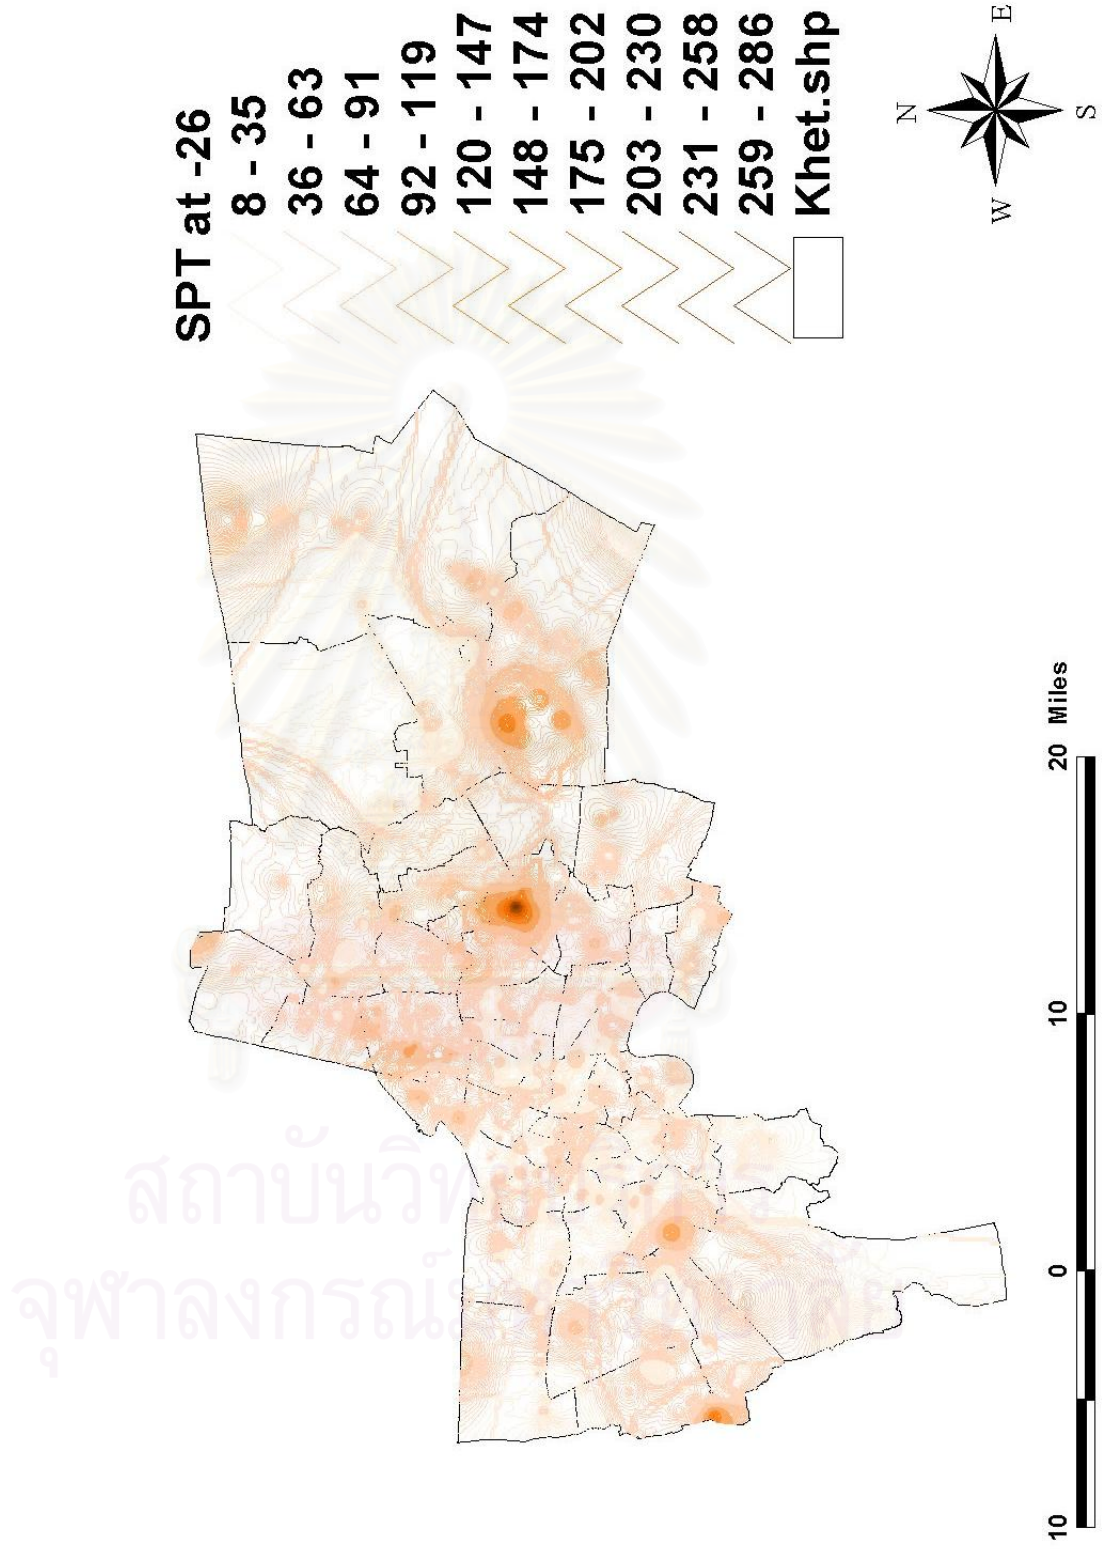 SPT at -26
8 - 35
36 - 63
64 - 91
92 - 119
120 - 147
148 - 174
175 - 202
203 - 230
231 - 258
259 - 286
Khet.shp
N
W E
S
10 0 10 20 Miles
สถาบันวิทยบริการ
จุฬาลงกรณ์มหาวิทยาลัย